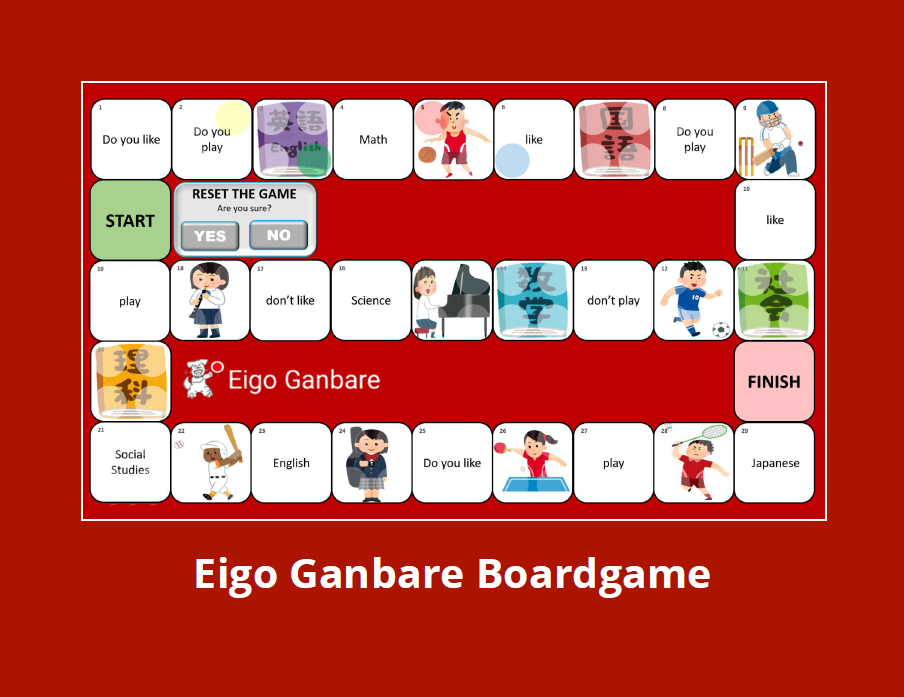 1
Do you like
2
Do you
play
英語
English
4
Math
5
6
like
国
語
8
Do you
play
9
START
RESET THE GAME
Are you sure?
YES
NO
10
like
19
play
18
17
don't like
16
Science
数
学
13
don't play
12
10
11
社
会
20
理
科
Eigo Ganbare
FINISH
21
Social
Studies
22
23
English
24
25
Do you like
26
27
play
28
29
Japanese
Eigo Ganbare Boardgame